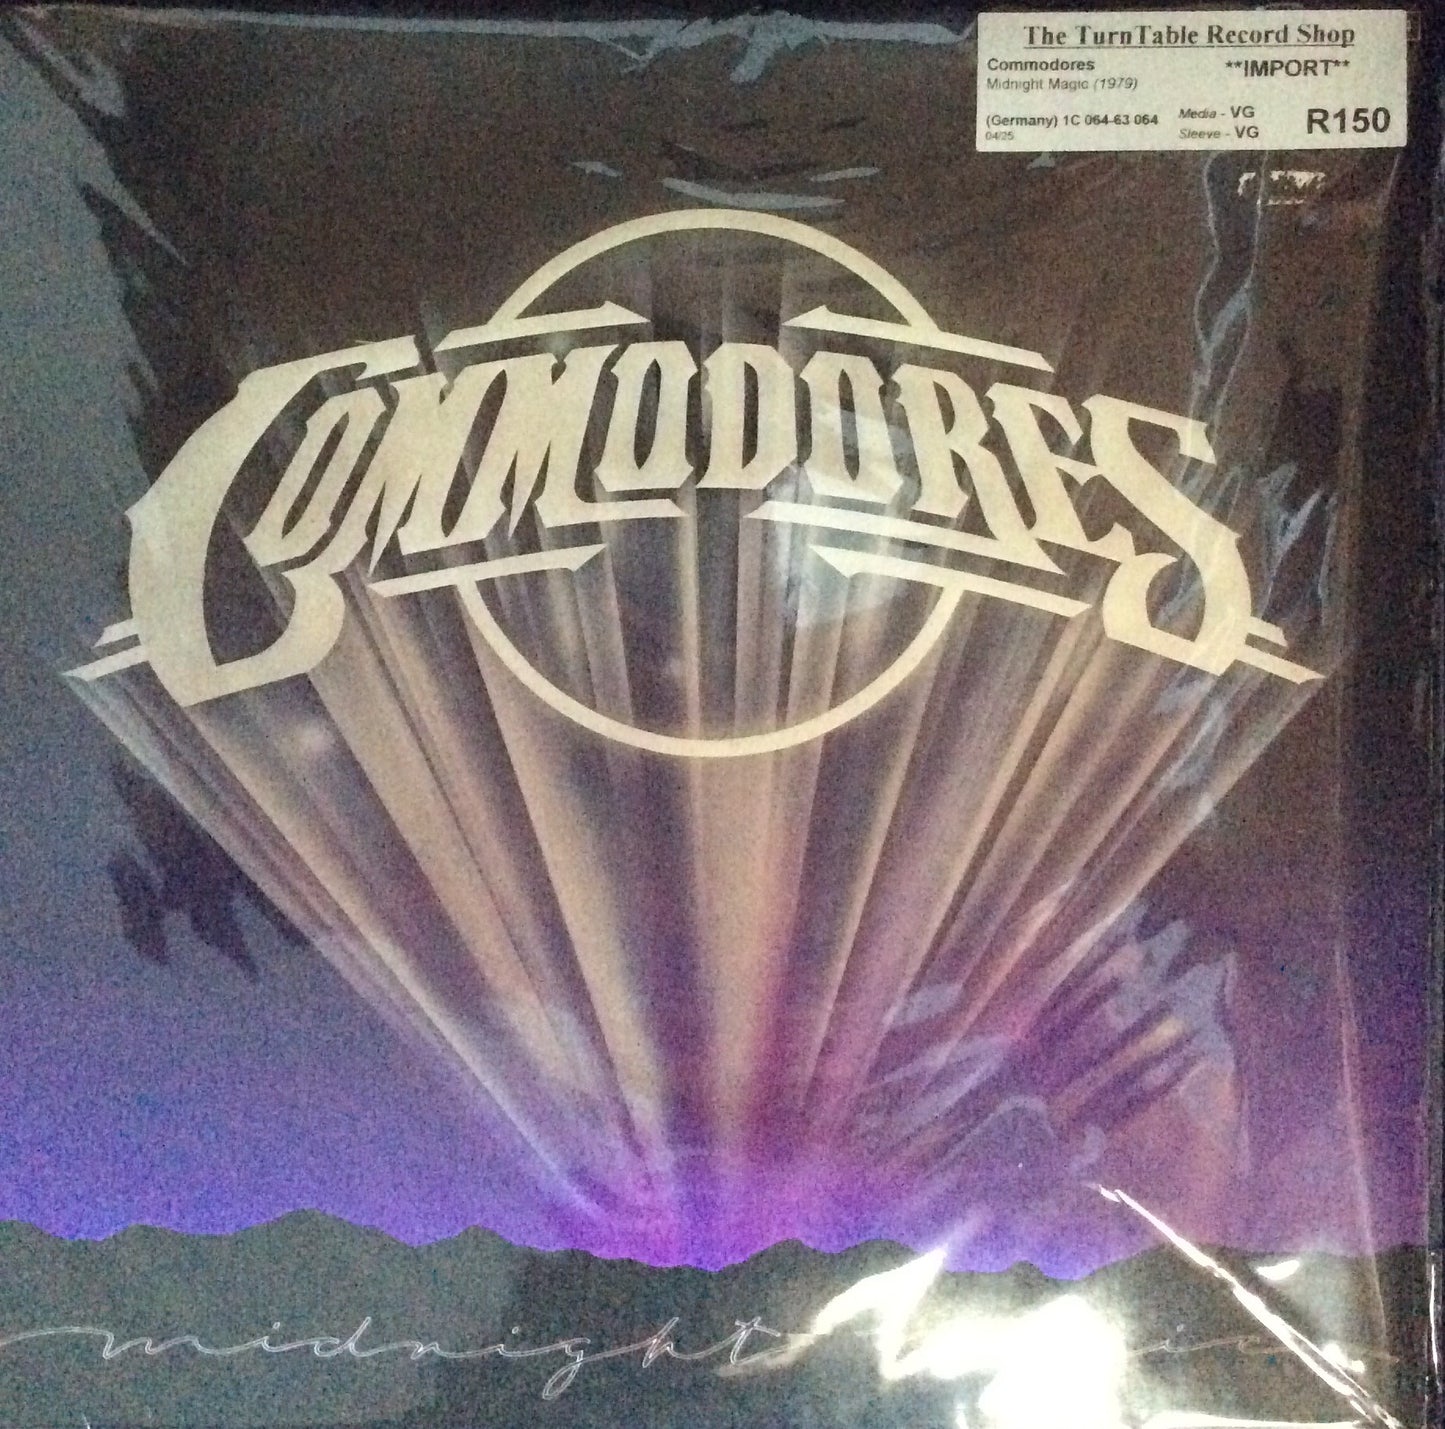 The TurnTable Record Shop
Commodores **IMPORT**
Midnight Magic (1979)
(Germany) 1C 064-63 064 Media - VG
04/25 Sleeve - VG R150
COMMODORES
midnight